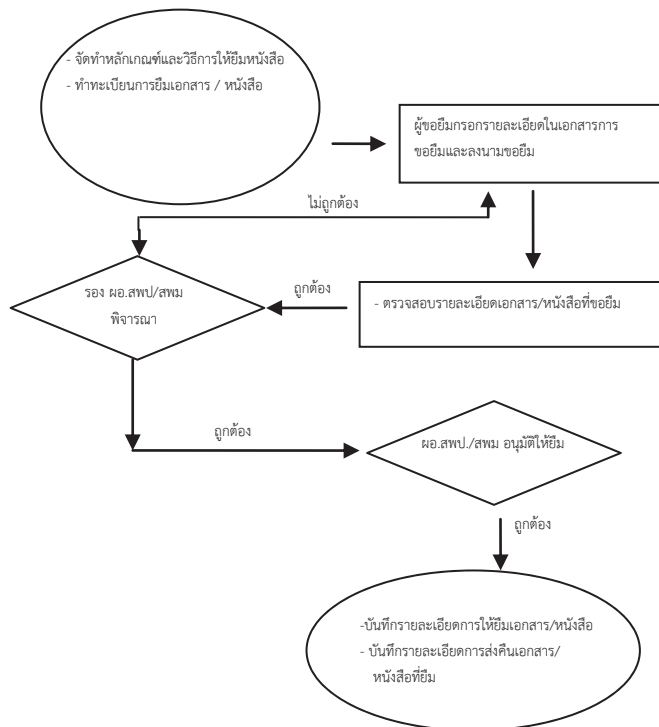 - จัดทำหลักเกณฑ์และวิธีการให้ยืมหนังสือ
- ทำทะเบียนการยืมเอกสาร / หนังสือ
ผู้ขอยืมกรอกรายละเอียดในเอกสารการ
ขอยืมและลงนามขอยืม
ไม่ถูกต้อง
รอง ผอ.สพป/สพม
พิจารณา
ถูกต้อง
- ตรวจสอบรายละเอียดเอกสาร/หนังสือที่ขอยืม
ถูกต้อง
ผอ.สพป./สพม อนุมัติให้ยืม
ถูกต้อง
-บันทึกรายละเอียดการให้ยืมเอกสาร/หนังสือ
- บันทึกรายละเอียดการส่งคืนเอกสาร/
หนังสือที่ยืม